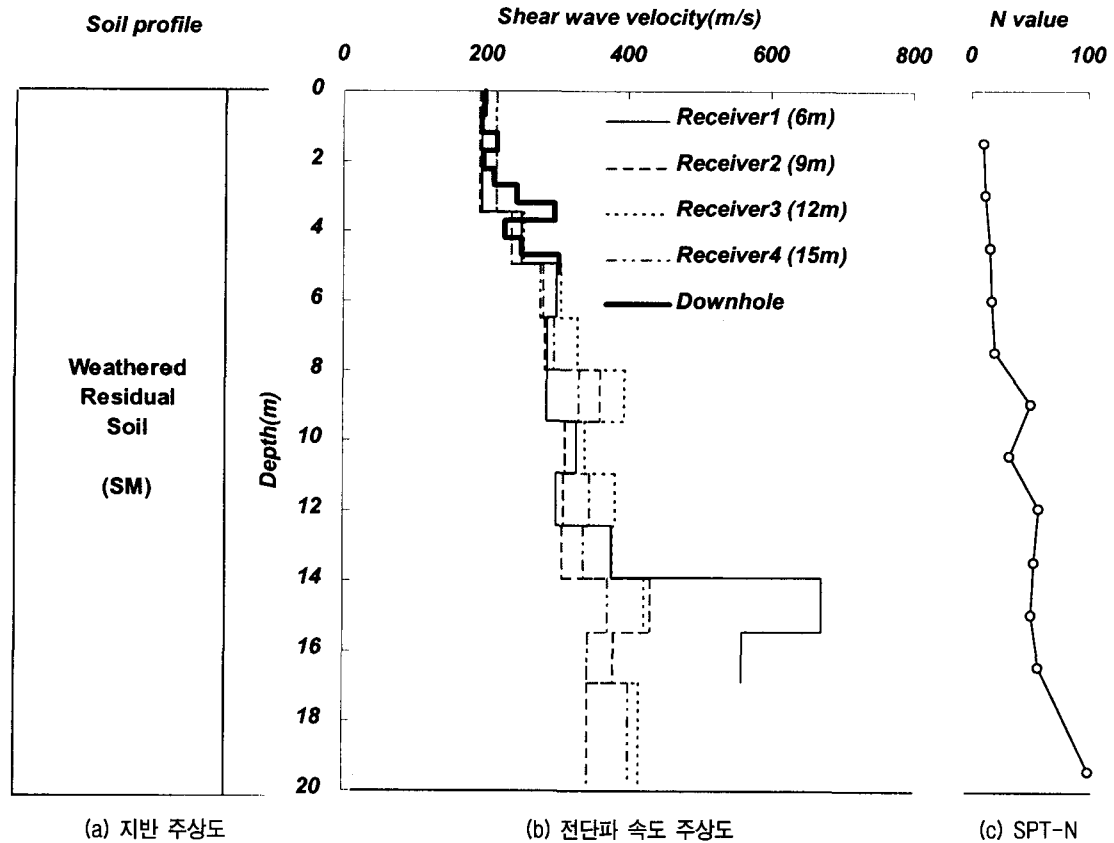 Soil profile
Shear wave velocity(m/s)
N value
0 200 400 600 800
0 100
0
2
4
6
8
10
12
14
16
18
20
Depth(m)
Receiver1 (6m)
Receiver2 (9m)
Receiver3 (12m)
Receiver4 (15m)
Downhole
Weathered
Residual
Soil
(SM)
(a) 지반 주상도
(b) 전단파 속도 주상도
(c) SPT-N